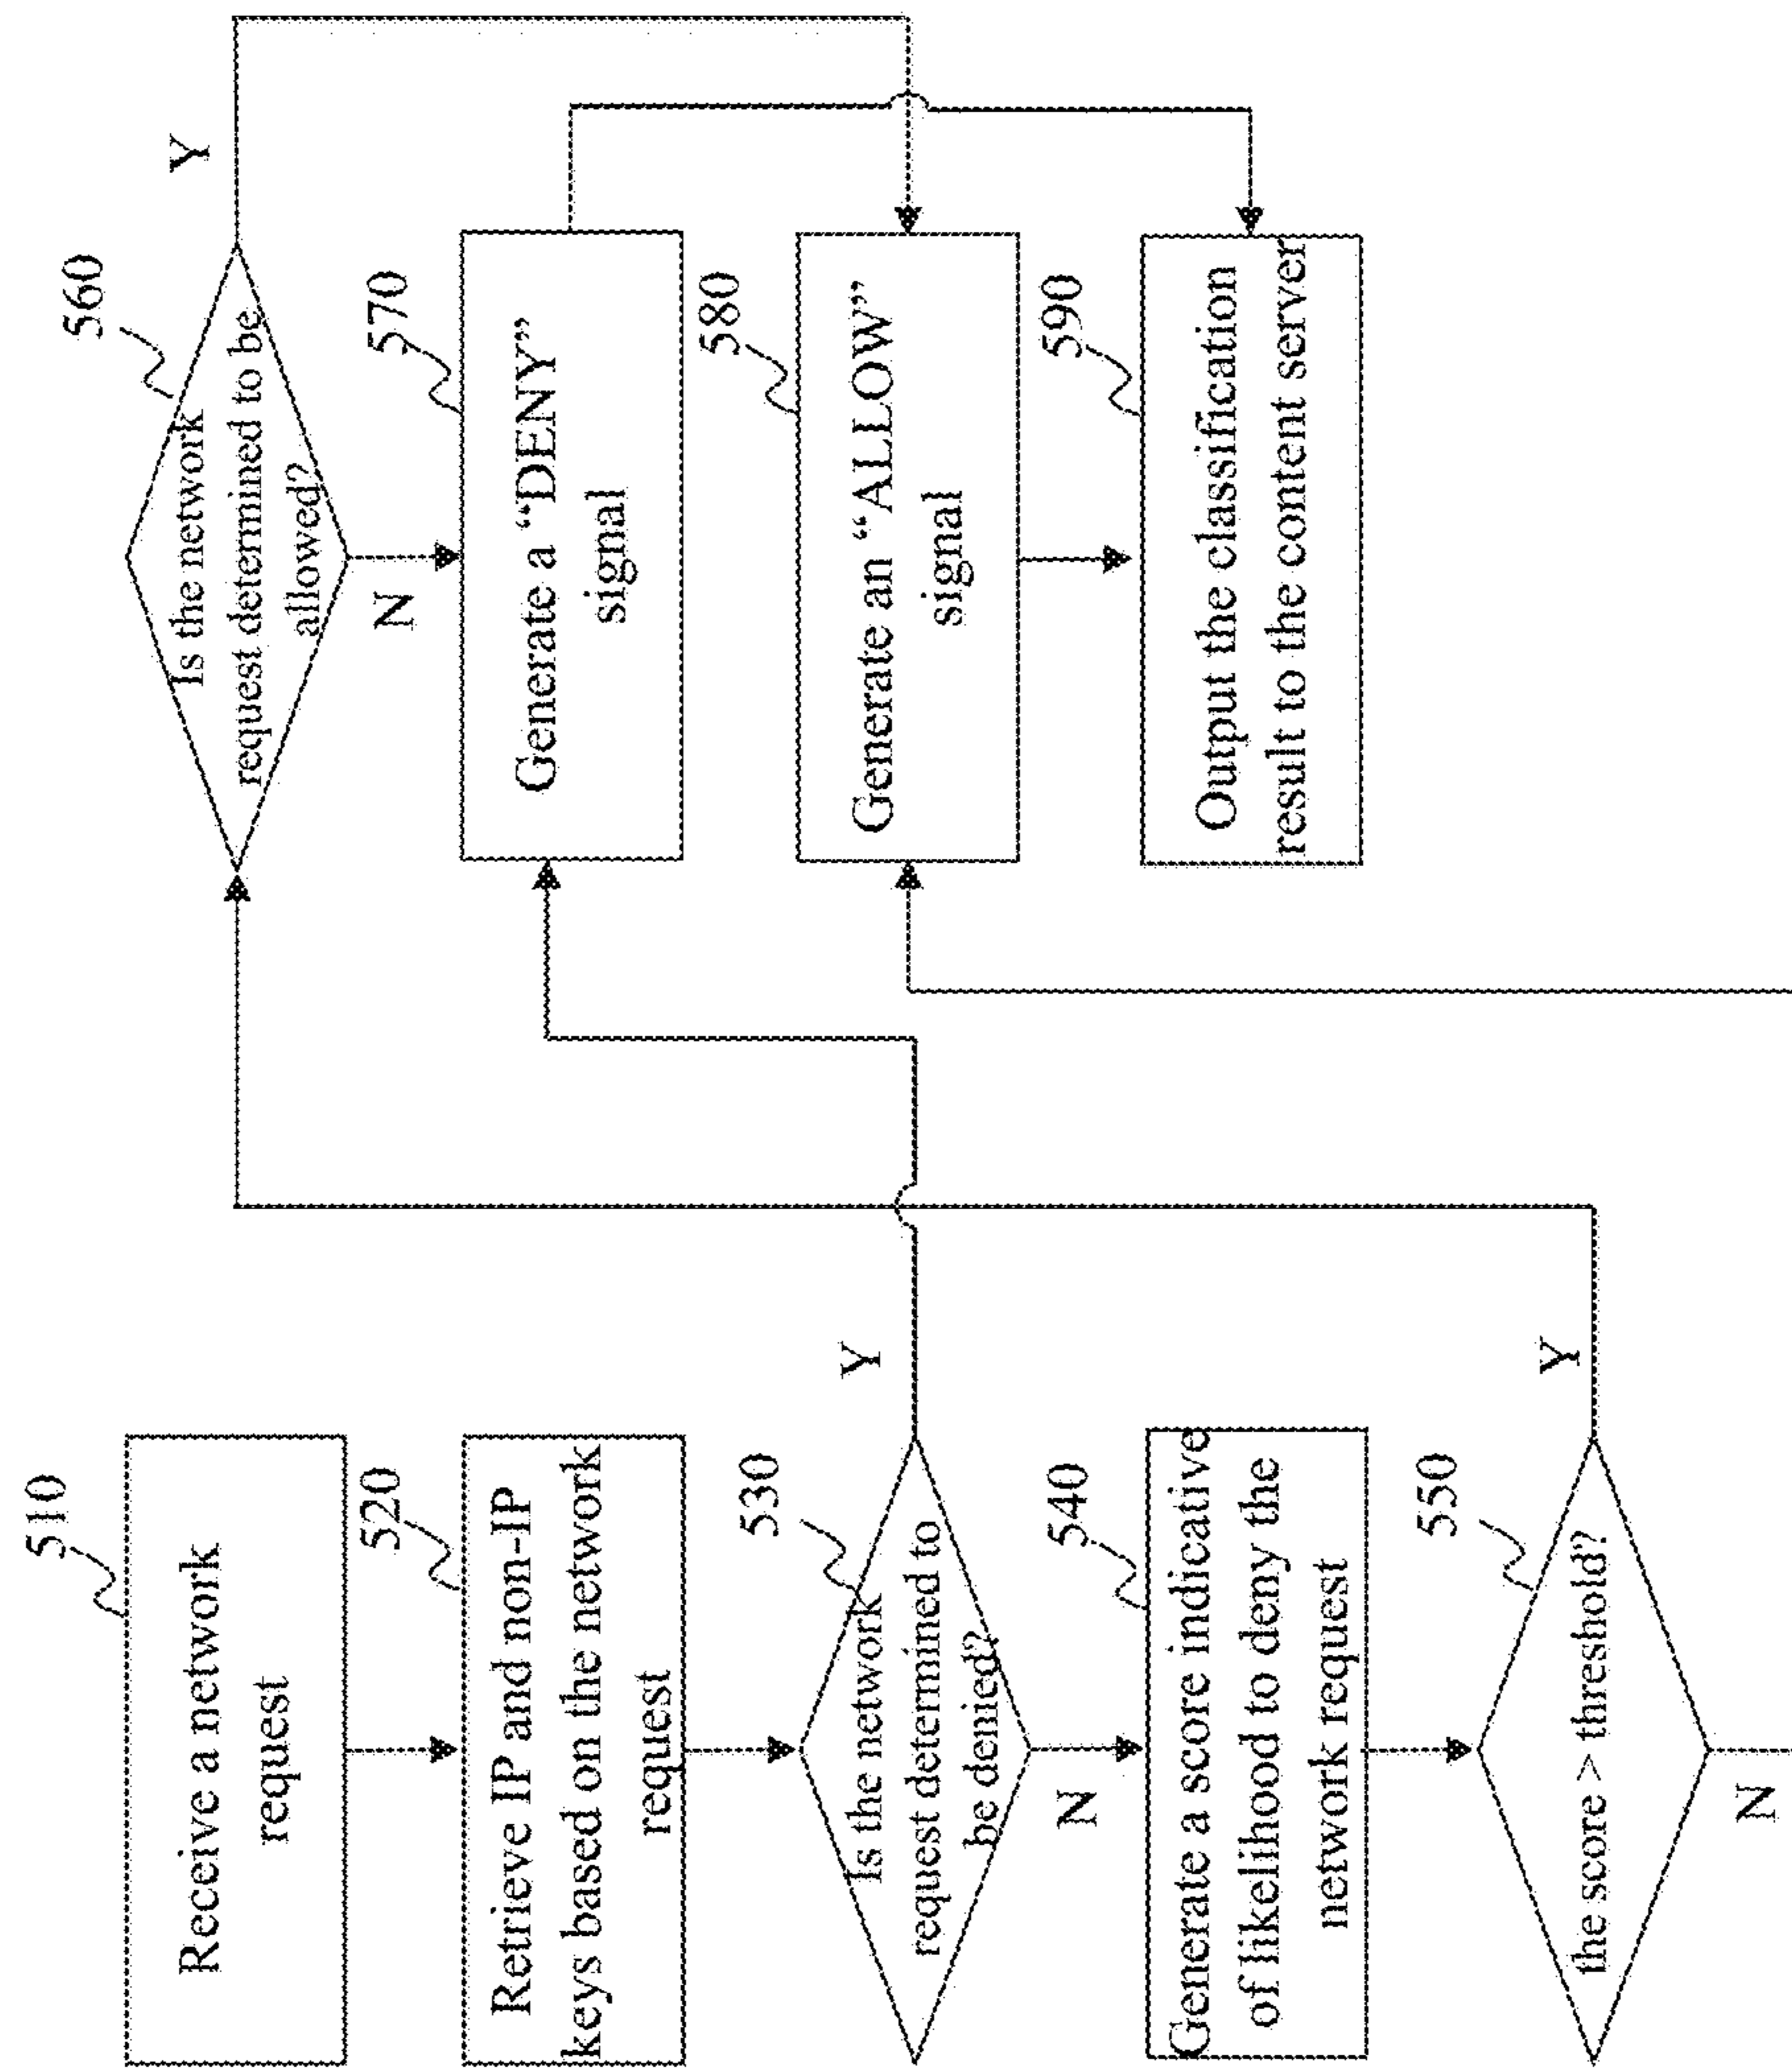 510
Receive a network
request
520
Retrieve IP and non-IP
keys based on the network
request
530
Is the network
request determined to
be denied?
Y
N
540
Generate a score indicative
of likelihood to deny the
network request
550
the score > threshold?
Y
N
560
Is the network
request determined to be
allowed?
Y
N
570
Generate a “DENY”
signal
580
Generate an “ALLOW”
signal
590
Output the classification
result to the content server